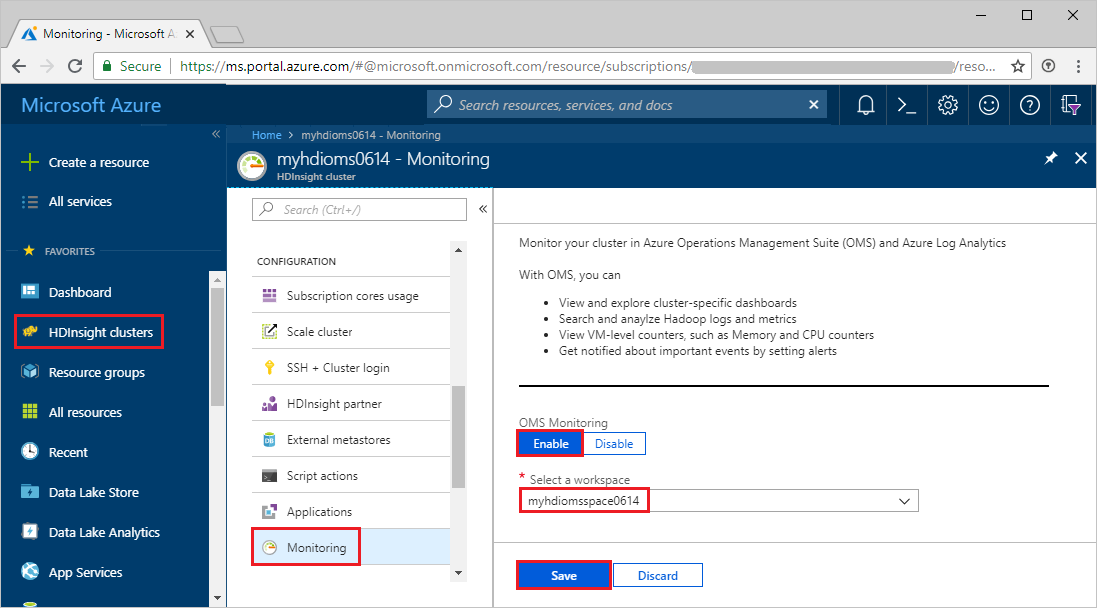 Monitoring - Microsoft A
Secure
https://ms.portal.azure.com/#@microsoft.onmicrosoft.com/resource/subscriptions/
/reso...
Microsoft Azure
Search resources, services, and docs
Create a resource
All services
FAVORITES
Dashboard
HDInsight clusters
Resource groups
All resources
Recent
Data Lake Store
Data Lake Analytics
App Services
Home > myhdioms0614 - Monitoring
myhdioms0614 - Monitoring
HDInsight cluster
Search (Ctrl+/)
CONFIGURATION
Subscription cores usage
Scale cluster
SSH + Cluster login
HDInsight partner
External metastores
Script actions
Applications
Monitoring
Monitor your cluster in Azure Operations Management Suite (OMS) and Azure Log Analytics
With OMS, you can
• View and explore cluster-specific dashboards
• Search and anaylze Hadoop logs and metrics
• View VM-level counters, such as Memory and CPU counters
• Get notified about important events by setting alerts
OMS Monitoring
Enable Disable
* Select a workspace
myhdiomsspace0614
Save Discard